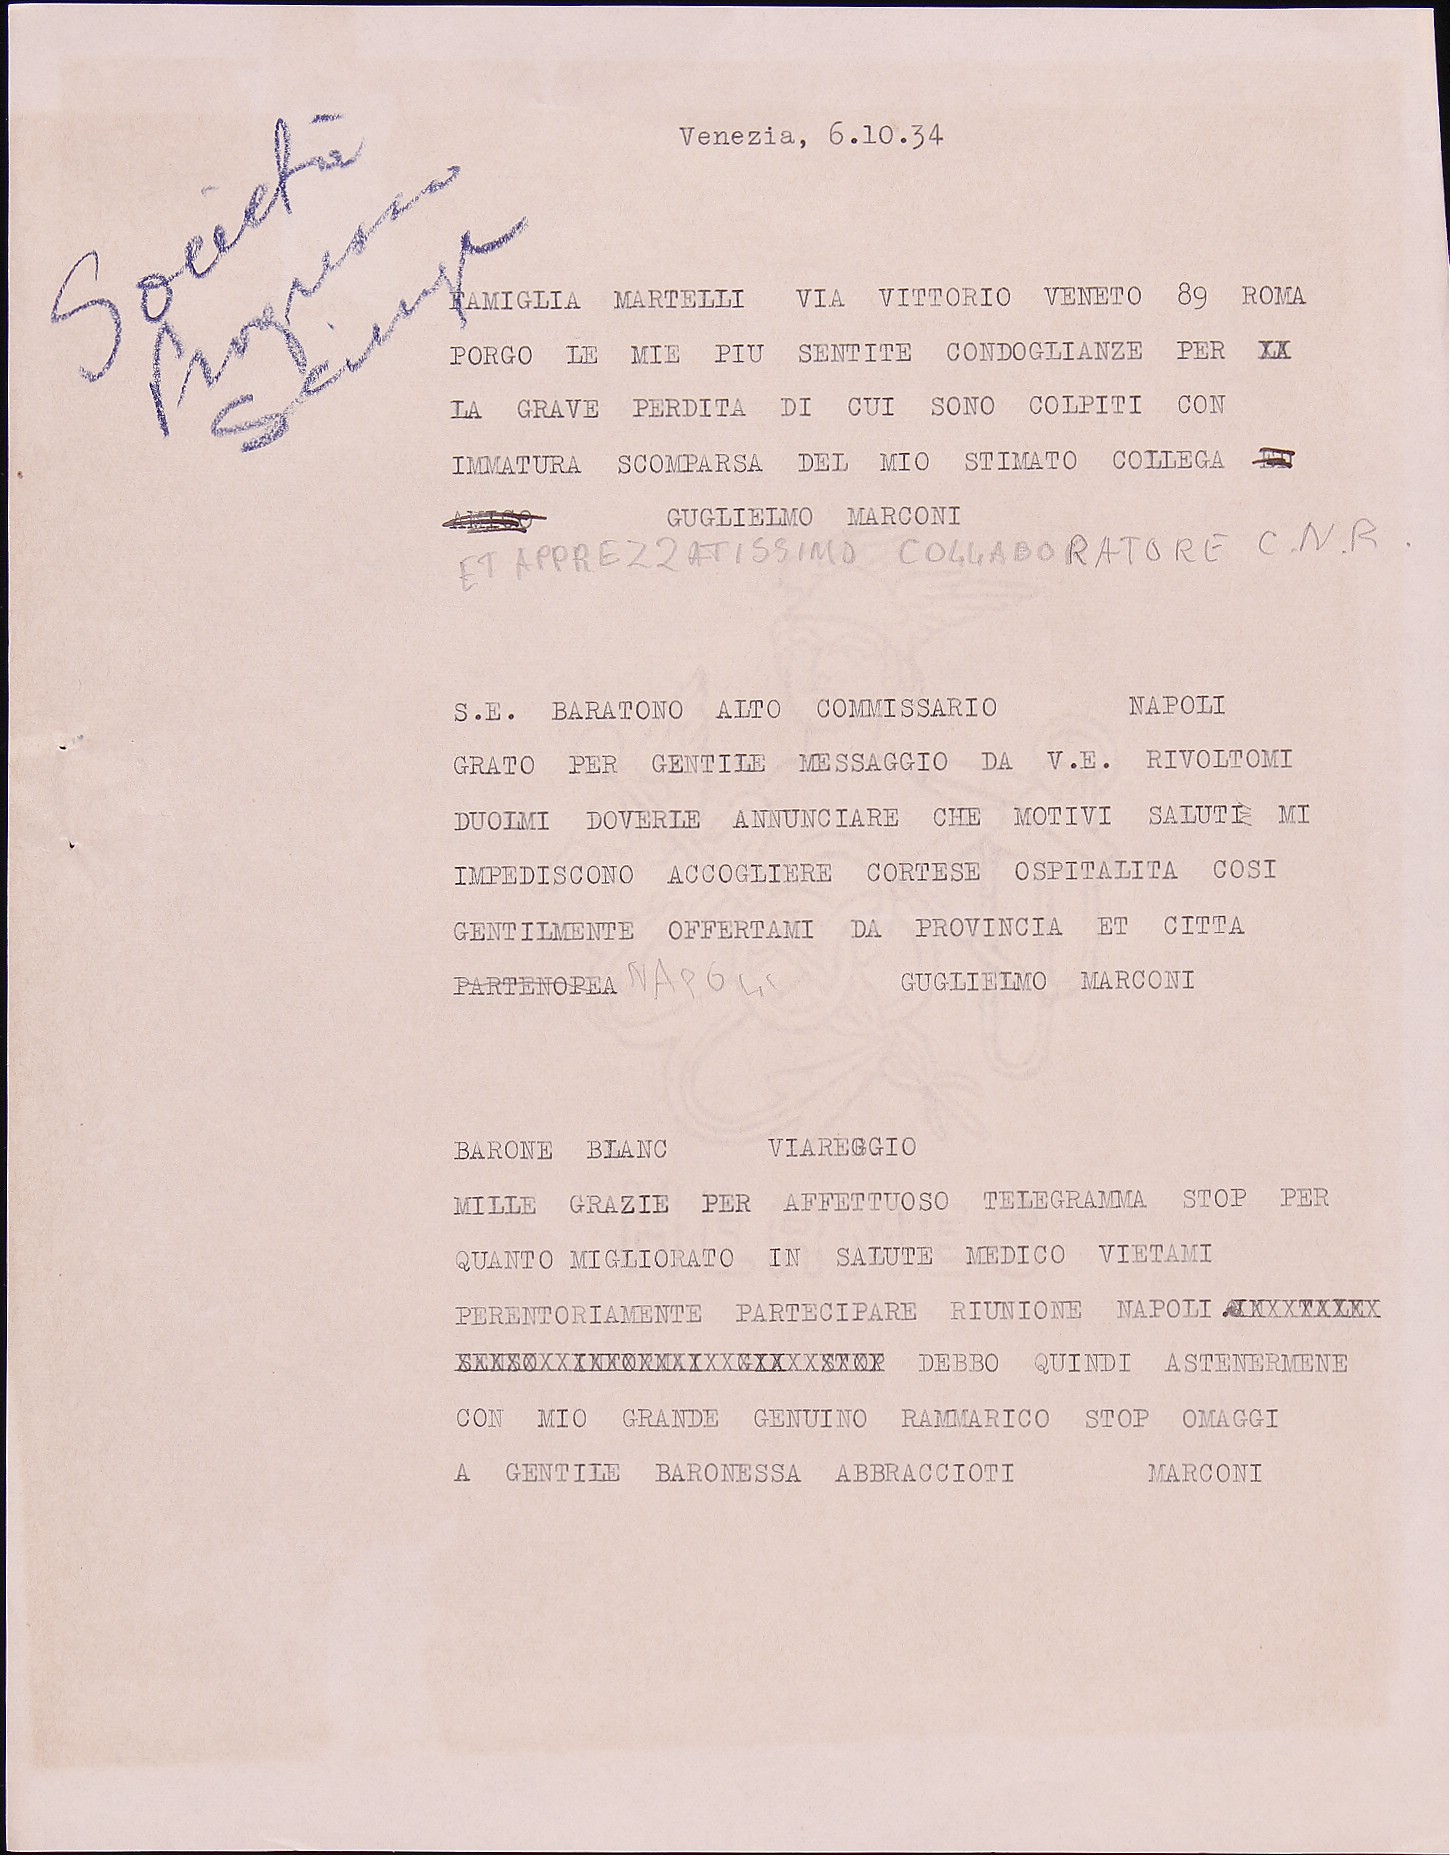 Venezia, 6.10.34
Società
Progresso
Scienze
FAMIGLIA MARTELLI VIA VITTORIO VENETO 89 ROMA
PORGO LE MIE PIU SENTITE CONDOGLIANZE PER
LA GRAVE PERDITA DI CUI SONO COLPITI CON
IMMATURA SCOMPARSA DEL MIO STIMATO COLLEGA ET
AMICO GUGLIELMO MARCONI
ET APPREZZATISSIMO COLLABORATORE C.N.R.
S.E. BARATONO ALTO COMMISSARIO NAPOLI
GRATO PER GENTILE MESSAGGIO DA V.E. RIVOLTOMI
DUOLMI DOVERLE ANNUNCIARE CHE MOTIVI SALUTE MI
IMPEDISCONO ACCOGLIERE CORTESE OSPITALITA COSI
GENTILMENTE OFFERTAMI DA PROVINCIA ET CITTA
PARTENOPEA NAPOLI GUGLIELMO MARCONI
BARONE BLANC VIAREGGIO
MILLE GRAZIE PER AFFETTUOSO TELEGRAMMA STOP PER
QUANTO MIGLIORATO IN SALUTE MEDICO VIETAMI
PERENTORIAMENTE PARTECIPARE RIUNIONE NAPOLI
DEBBO QUINDI ASTENERMENE
CON MIO GRANDE GENUINO RAMMARICO STOP OMAGGI
A GENTILE BARONESSA ABBRACCIOTI MARCONI